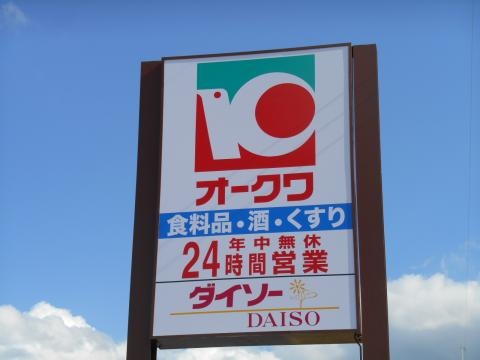 オークワ
食料品・酒・くすり
年中無休
24時間営業
ダイソー
DAISO